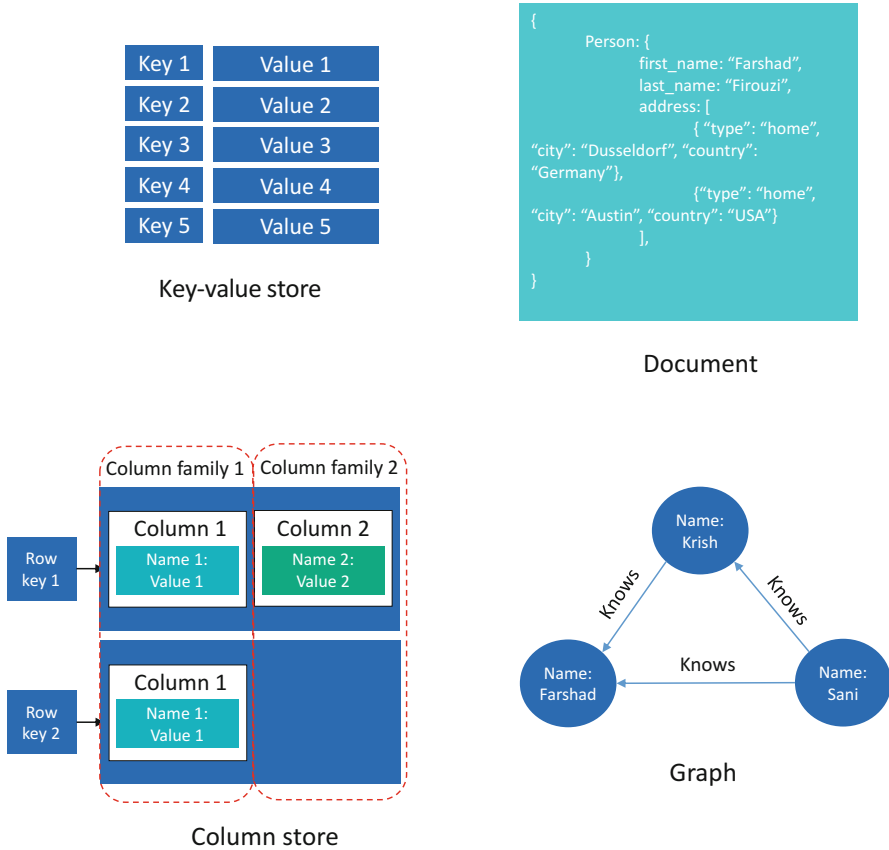 Key 1 Value 1
Key 2 Value 2
Key 3 Value 3
Key 4 Value 4
Key 5 Value 5
Key-value store
{
Person: {
first_name: “Farshad”,
last_name: “Firouzi”,
address: [
{ “type”: “home”,
“city”: “Dusseldorf”, “country”:
“Germany”},
{“type”: “home”,
“city”: “Austin”, “country”: “USA”}
],
}
}
Document
Column family 1 Column family 2
Row
key 1
Column 1
Name 1:
Value 1
Column 2
Name 2:
Value 2
Row
key 2
Column 1
Name 1:
Value 1
Column store
Name:
Krish
Knows
Knows
Name:
Farshad
Knows
Name:
Sani
Graph